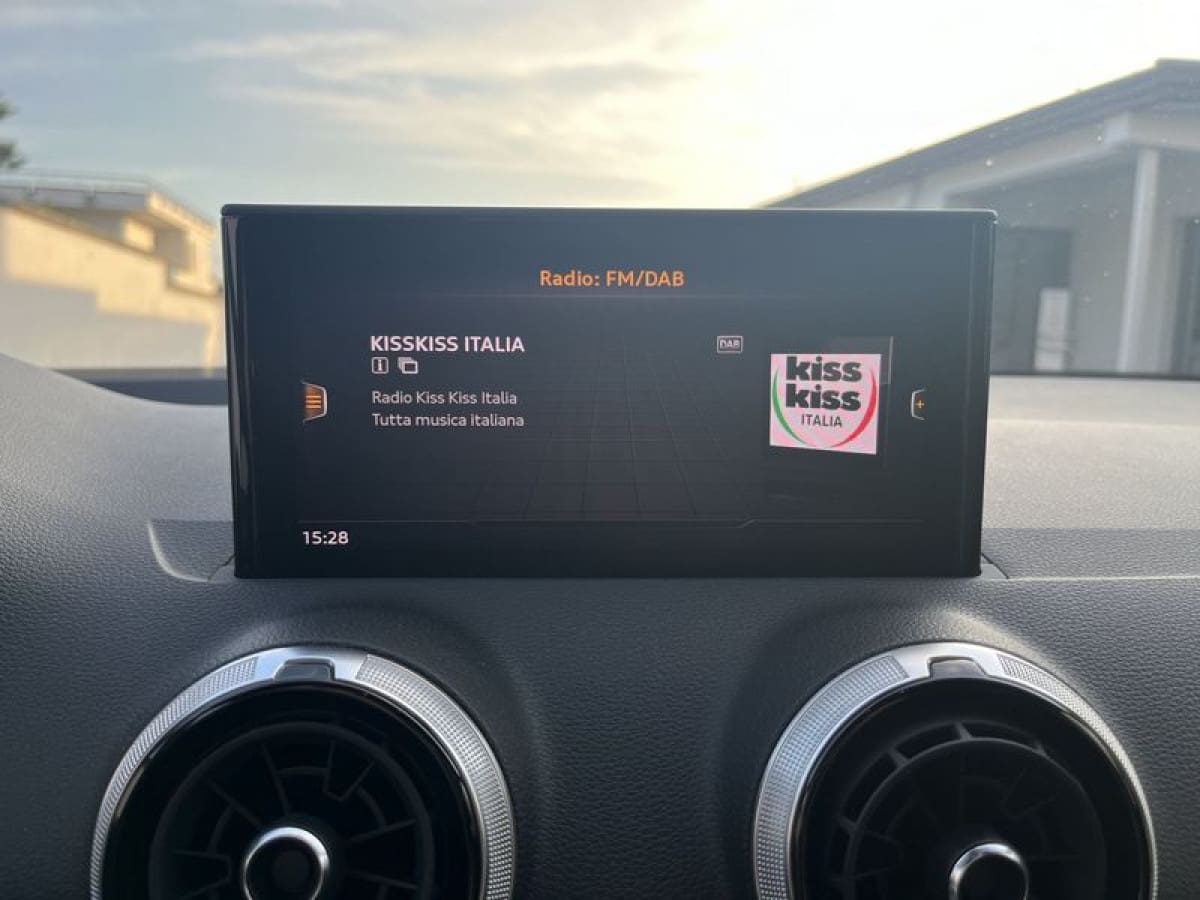 Radio: FM/DAB
KISSKISS ITALIA
DAB
Radio Kiss Kiss Italia
Tutta musica italiana
kiss
kiss
ITALIA
15:28